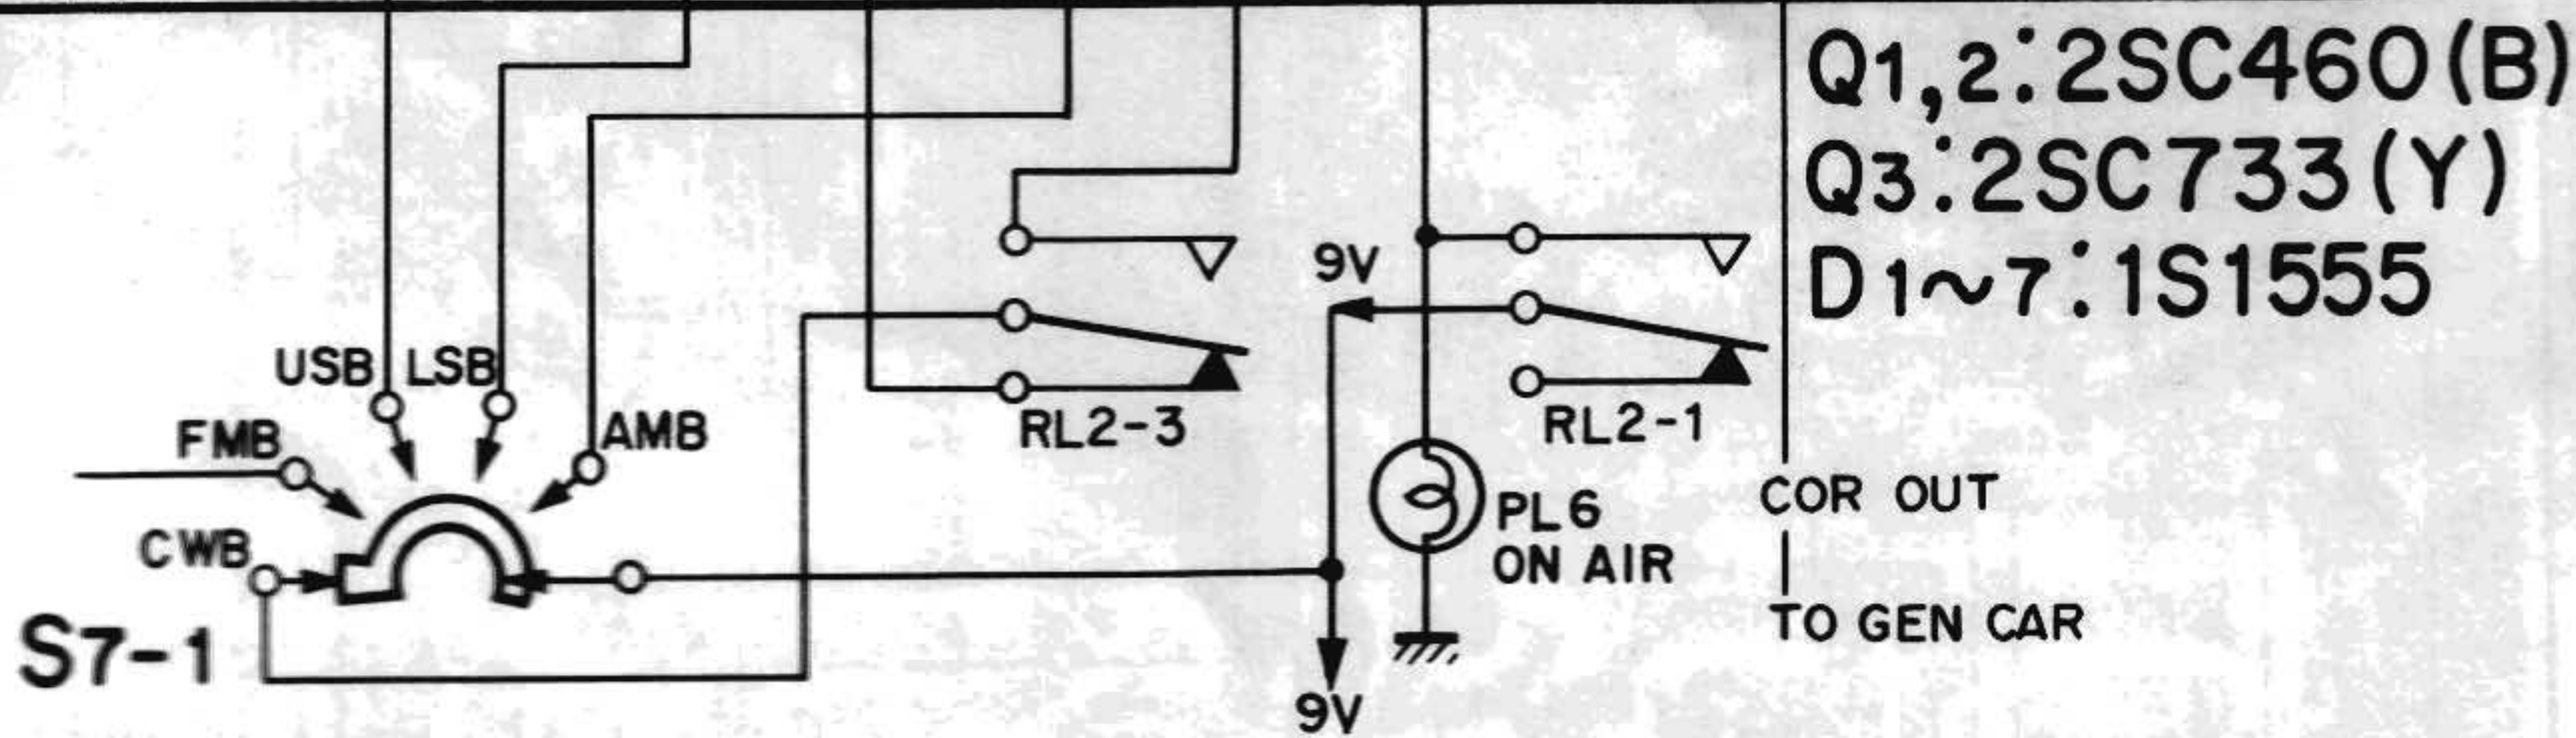 Q1,2:2SC460(B)
Q3:2SC733(Y)
D1~7:1S1555
9V
USB LSB
FMB
AMB
RL2-3
RL2-1
CWB
PL6
ON AIR
COR OUT
S7-1
TO GEN CAR
9V